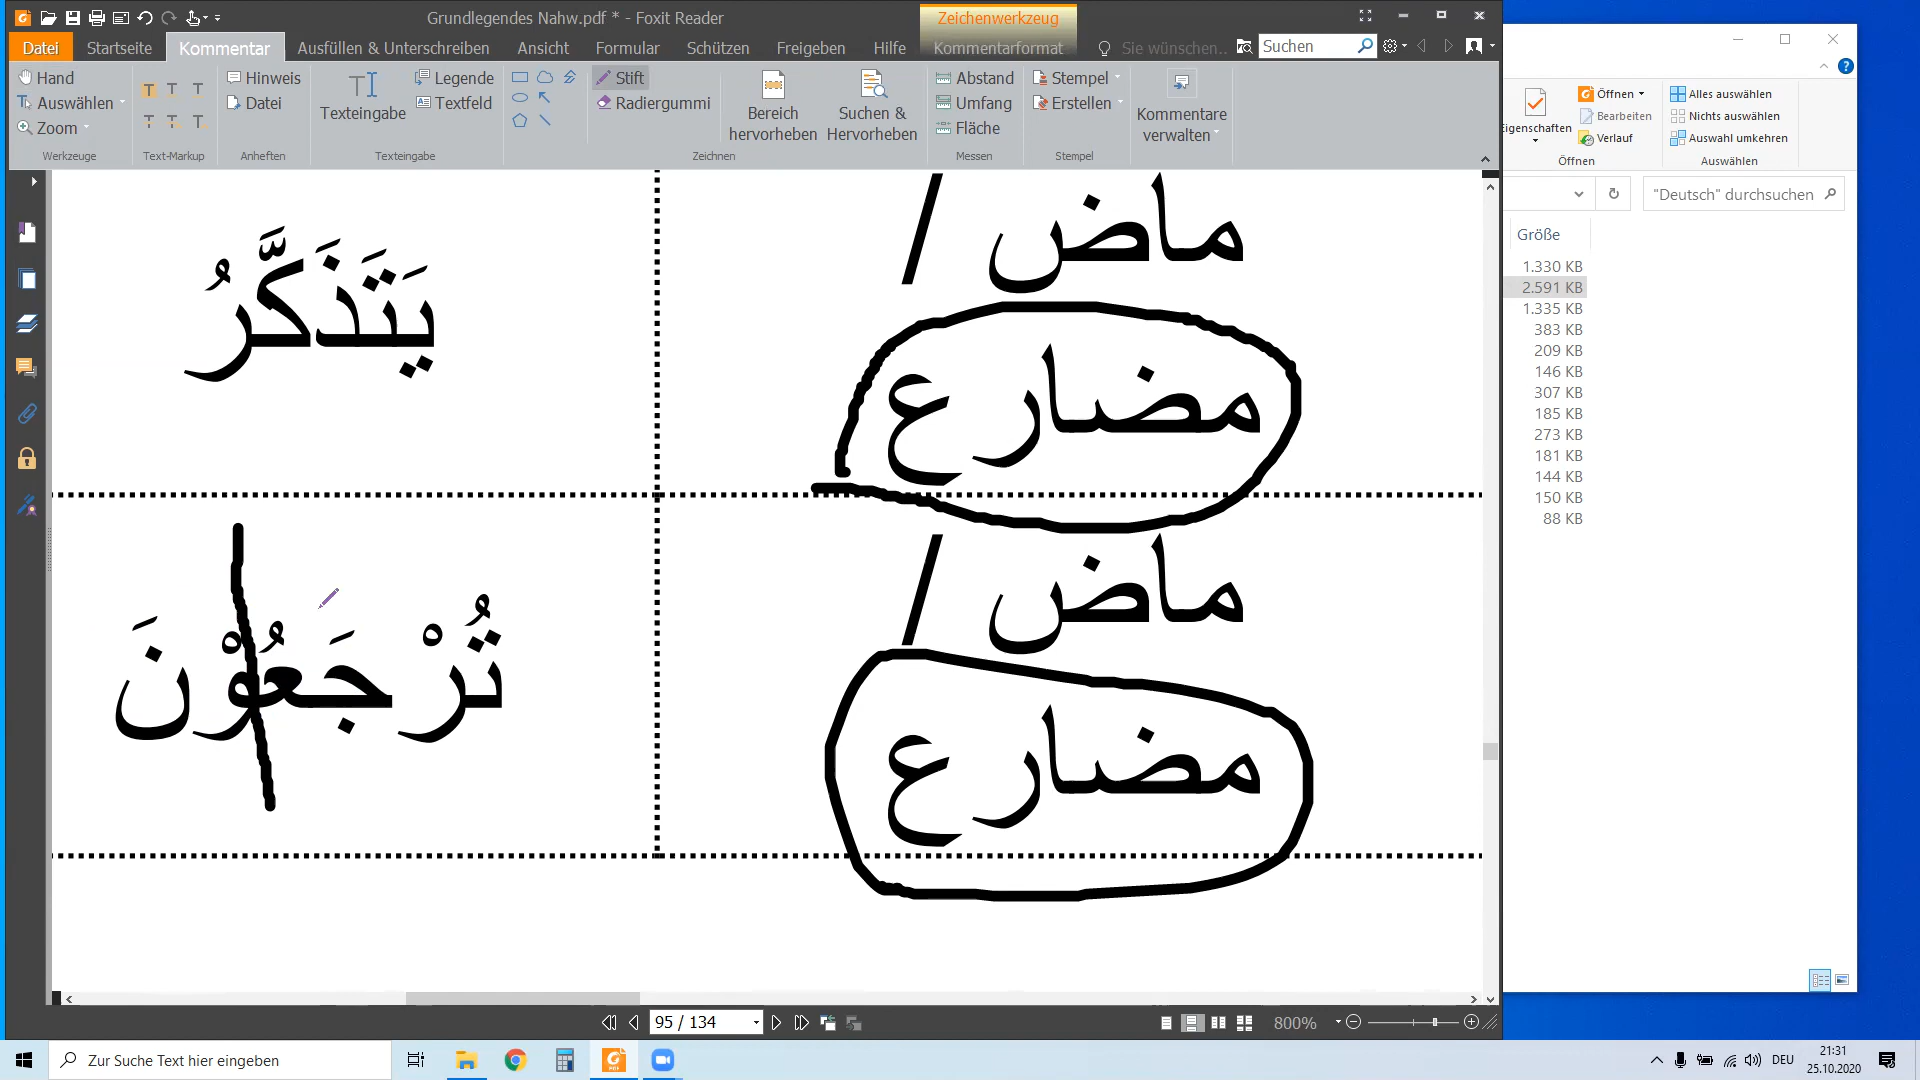 Grundlegendes Nahw.pdf * - Foxit Reader
Zeichenwerkzeug
Datei Startseite Kommentar Ausfüllen & Unterschreiben Ansicht Formular Schützen Freigeben Hilfe Kommentarformat Sie wünschen.. Suchen
Hand
Auswählen
Zoom
Werkzeuge
Text-Markup
Hinweis
Datei
Anheften
Texteingabe
Legende
Textfeld
Texteingabe
Stift
Radiergummi
Bereich hervorheben
Suchen & Hervorheben
Zeichnen
Abstand
Umfang
Fläche
Messen
Stempel
Erstellen
Stempel
Kommentare verwalten
Eigenschaften
Öffnen
Bearbeiten
Verlauf
Öffnen
Alles auswählen
Nichts auswählen
Auswahl umkehren
Auswählen
"Deutsch" durchsuchen
Größe
1.330 KB
2.591 KB
1.335 KB
383 KB
209 KB
146 KB
307 KB
185 KB
273 KB
181 KB
144 KB
150 KB
88 KB
ماض /
مضارع
يَتَذَكَّرُ
ماض /
مضارع
تُرْجَعُوْنَ
95 / 134
800%
Zur Suche Text hier eingeben
DEU
21:31
25.10.2020